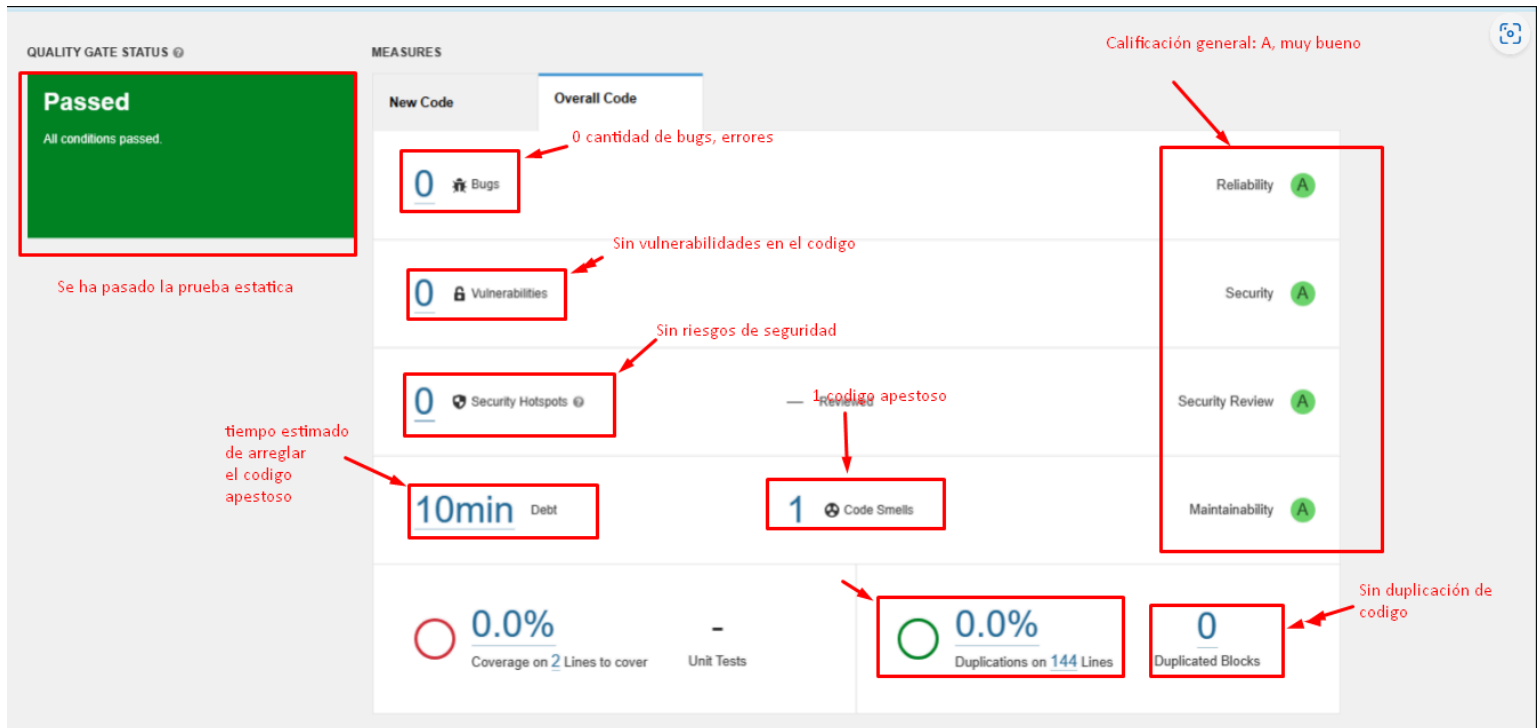 QUALITY GATE STATUS
MEASURES
Calificación general: A, muy bueno
Passed
All conditions passed.
New Code
Overall Code
0 cantidad de bugs, errores
0 Bugs
Reliability A
Sin vulnerabilidades en el codigo
Se ha pasado la prueba estatica
0 Vulnerabilities
Security A
Sin riesgos de seguridad
0 Security Hotspots
1 codigo apestoso
— Reviewed
Security Review A
tiempo estimado
de arreglar
el codigo
apestoso
10min Debt
1 Code Smells
Maintainability A
Sin duplicación de
codigo
0.0%
Coverage on 2 Lines to cover
-
Unit Tests
0.0%
Duplications on 144 Lines
0
Duplicated Blocks